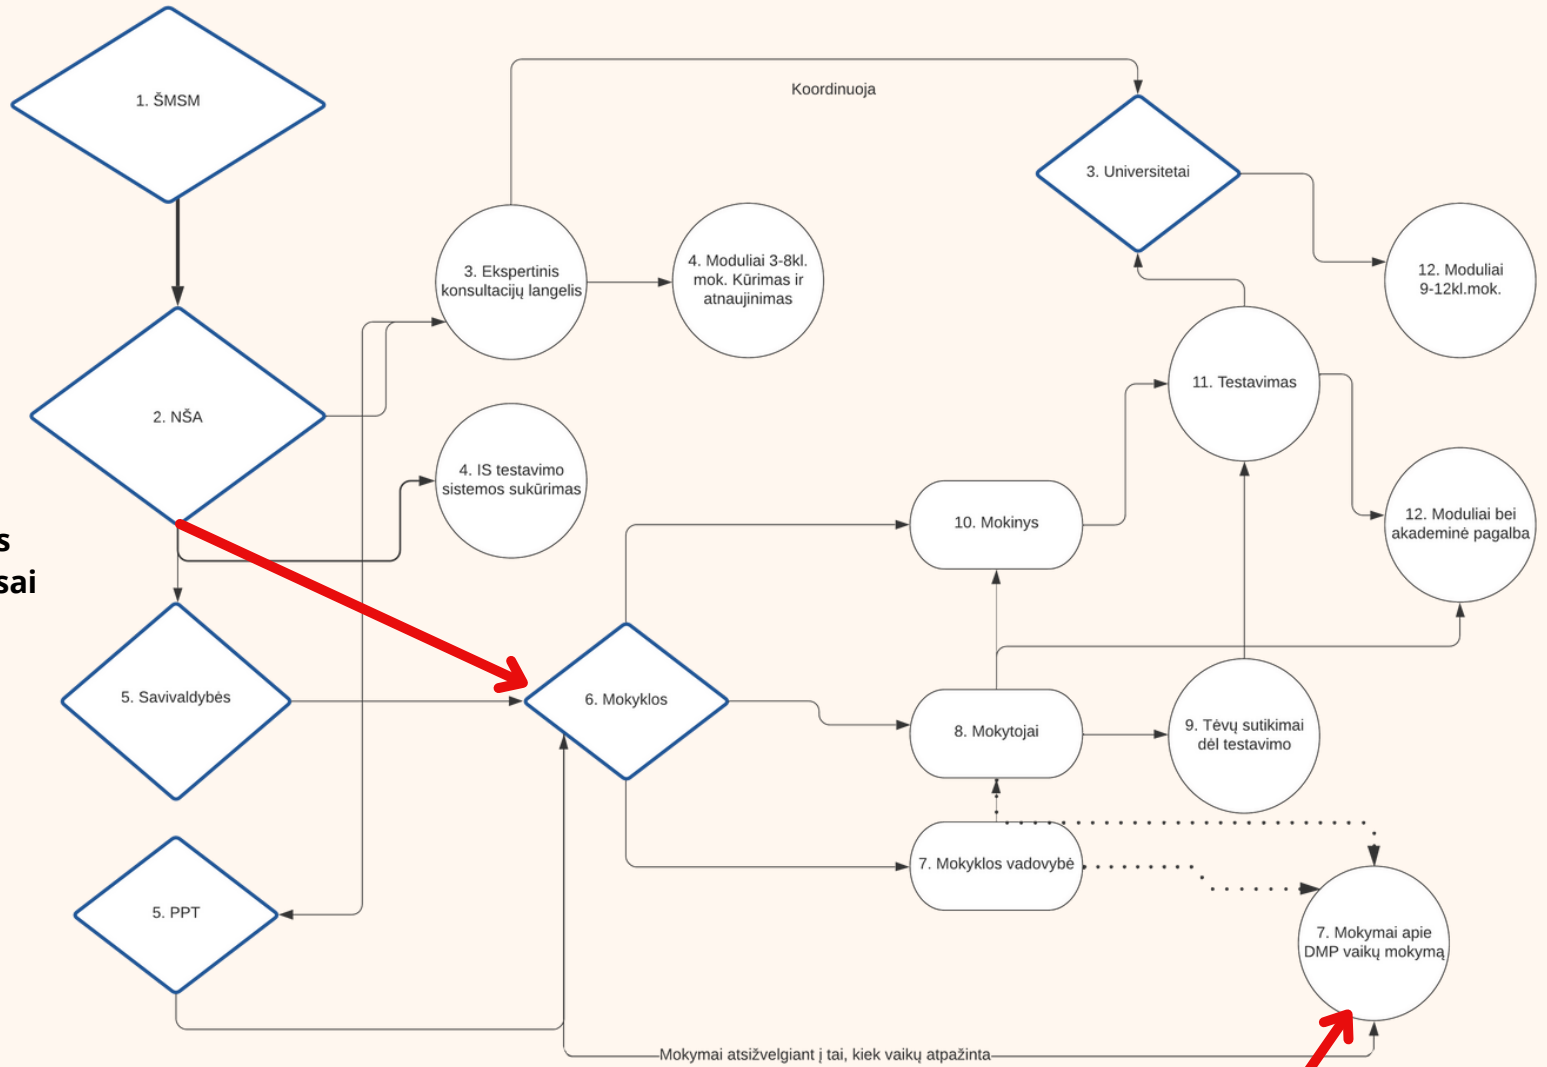 1. ŠMSM
Koordinuoja
3. Universitetai
3. Ekspertinis
konsultacijų langelis
4. Moduliai 3-8kl.
mok. Kūrimas ir
atnaujinimas
12. Moduliai
9-12kl.mok.
2. NŠA
11. Testavimas
4. IS testavimo
sistemos sukūrimas
10. Mokinys
12. Moduliai bei
akademinė pagalba
s
sai
5. Savivaldybės
6. Mokyklos
8. Mokytojai
9. Tėvų sutikimai
dėl testavimo
7. Mokyklos vadovybė
5. PPT
7. Mokymai apie
DMP vaikų mokymą
Mokymai atsižvelgiant į tai, kiek vaikų atpažinta